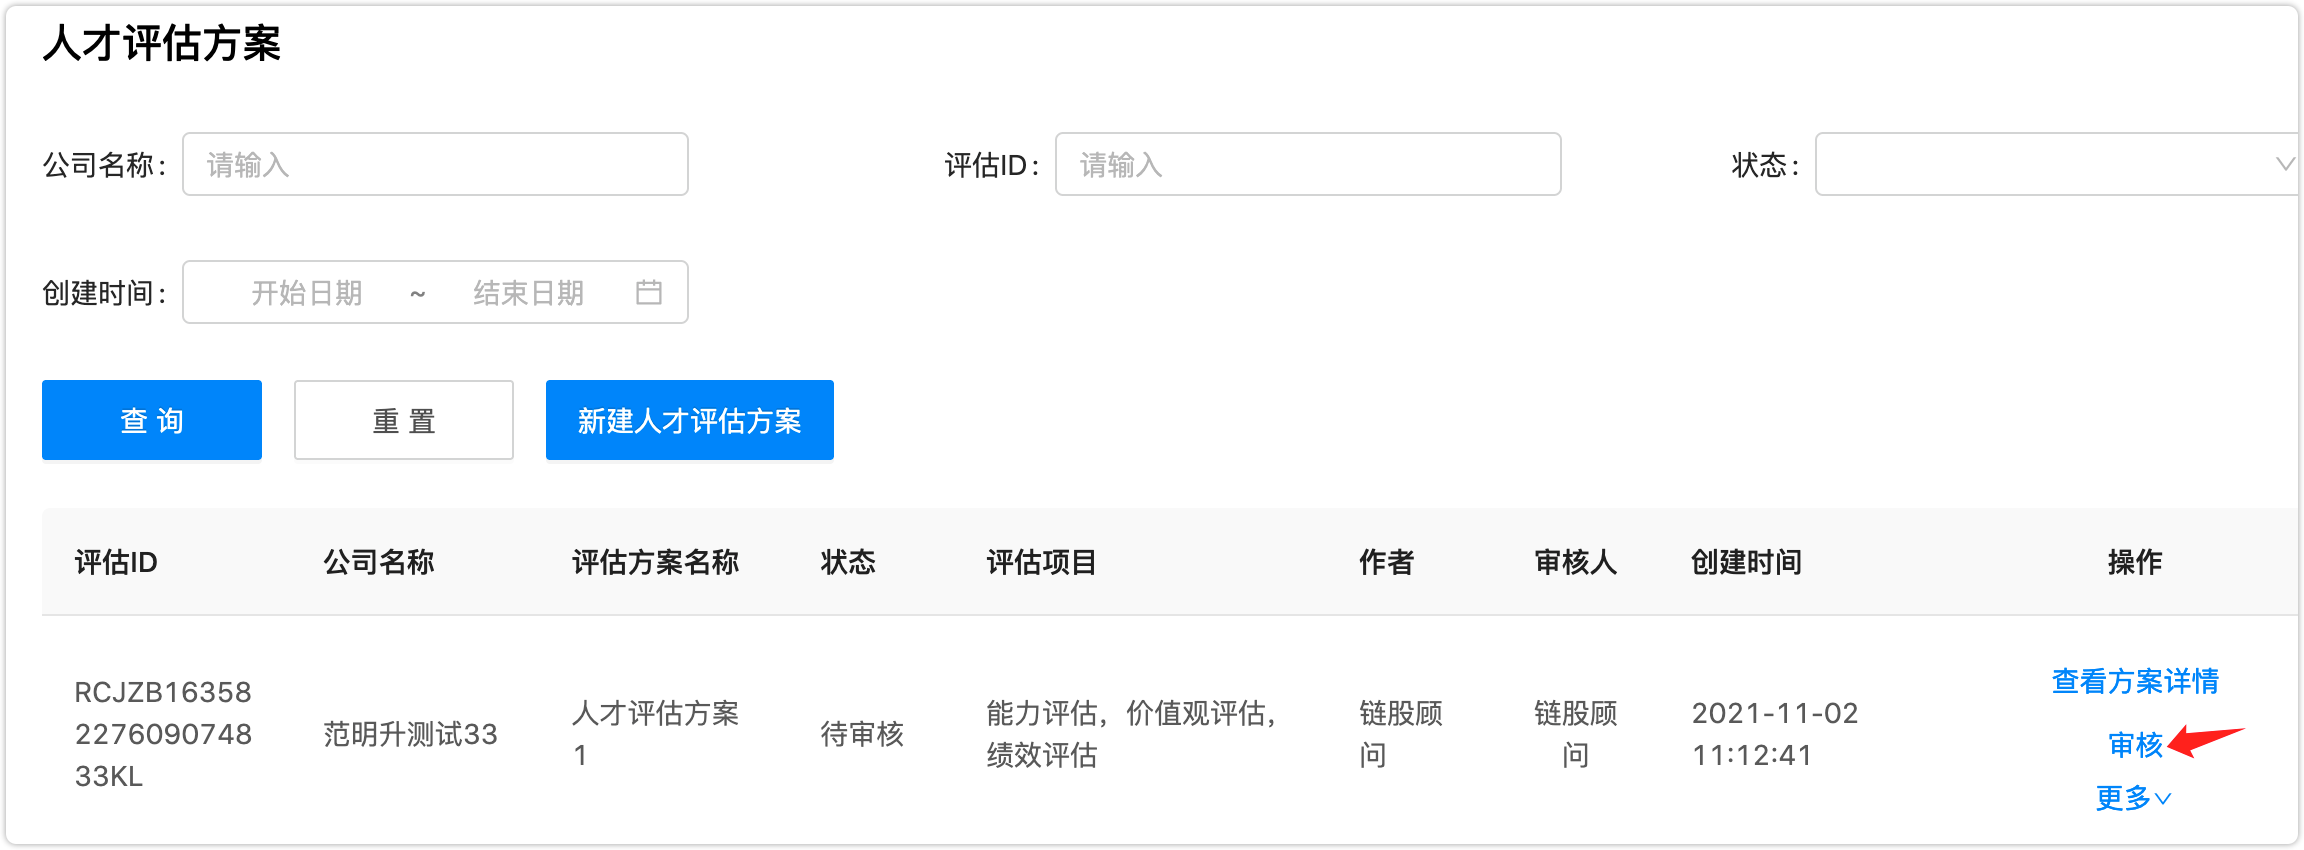 人才评估方案
公司名称: 请输入 评估ID: 请输入 状态:
创建时间: 开始日期 ~ 结束日期
查 询 重 置 新建人才评估方案
评估ID 公司名称 评估方案名称 状态 评估项目 作者 审核人 创建时间 操作
RCJZB16358
2276090748
33KL
范明升测试33
人才评估方案
1
待审核
能力评估，价值观评估，
绩效评估
链股顾
问
链股顾
问
2021-11-02
11:12:41
查看方案详情
审核
更多